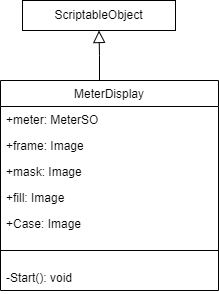 ScriptableObject
MeterDisplay
+meter: MeterSO
+frame: Image
+mask: Image
+fill: Image
+Case: Image
-Start(): void